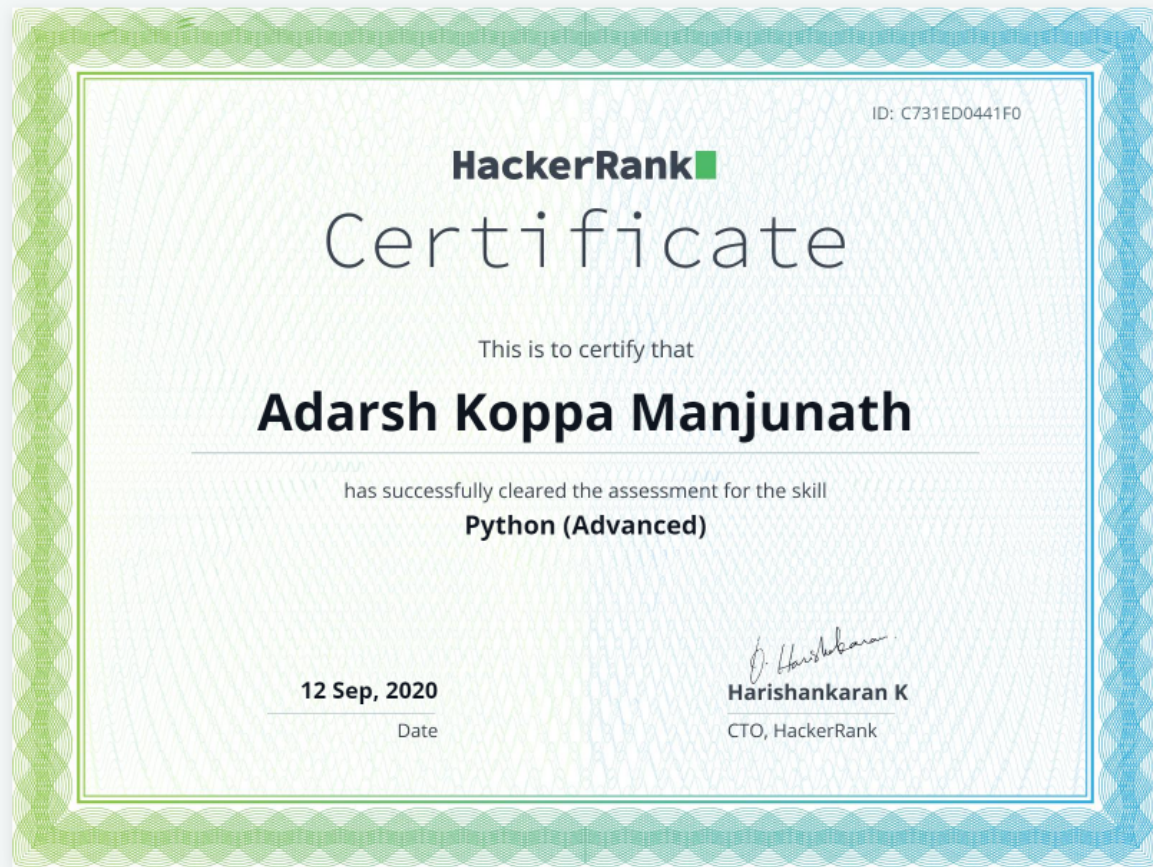 ID: C731ED0441F0
HackerRank
Certificate
This is to certify that
Adarsh Koppa Manjunath
has successfully cleared the assessment for the skill
Python (Advanced)
12 Sep, 2020
Date
Harishankaran K
CTO, HackerRank